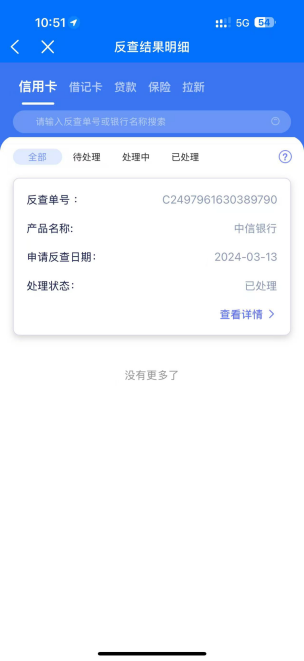 10:51
5G
54
反查结果明细
信用卡 借记卡 贷款 保险 拉新
请输入反查单号或银行名称搜索
全部 待处理 处理中 已处理
反查单号： C2497961630389790
产品名称: 中信银行
申请反查日期： 2024-03-13
处理状态： 已处理
查看详情
没有更多了